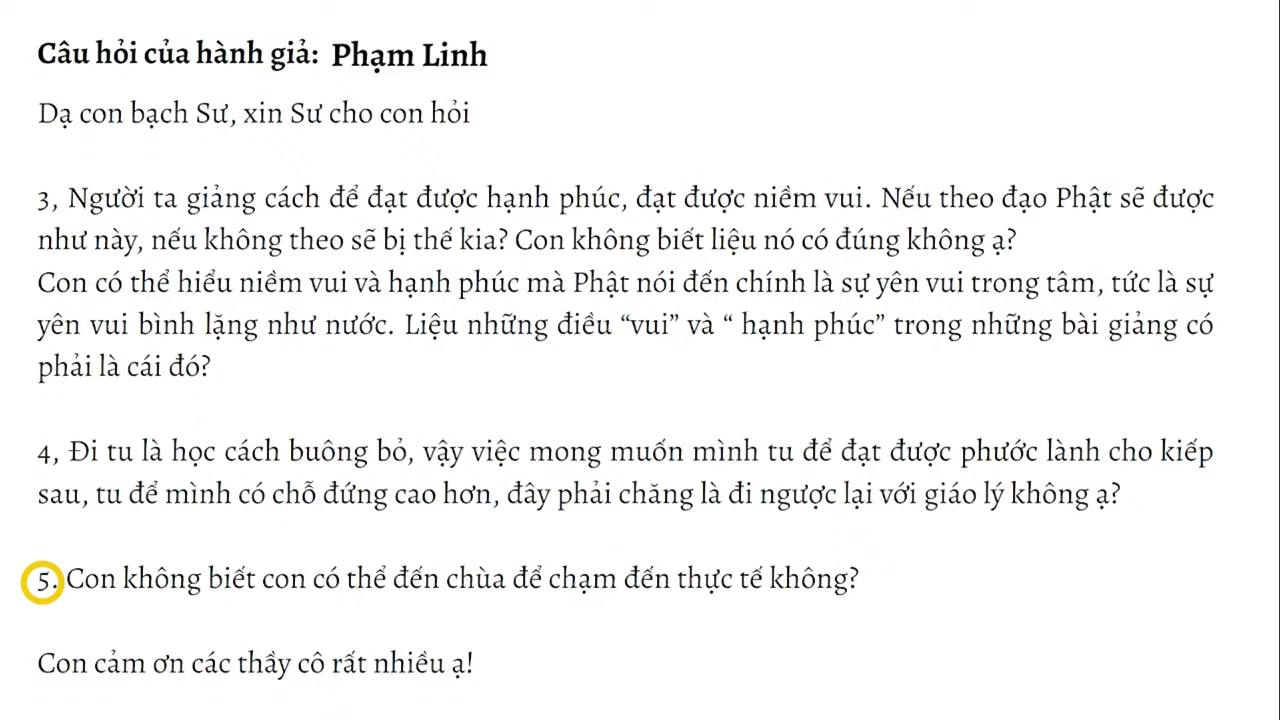 Câu hỏi của hành giả: Phạm Linh
Dạ con bạch Sư, xin Sư cho con hỏi
3, Người ta giảng cách để đạt được hạnh phúc, đạt được niềm vui. Nếu theo đạo Phật sẽ được
như này, nếu không theo sẽ bị thế kia? Con không biết liệu nó có đúng không ạ?
Con có thể hiểu niềm vui và hạnh phúc mà Phật nói đến chính là sự yên vui trong tâm, tức là sự
yên vui bình lặng như nước. Liệu những điều “vui” và “ hạnh phúc” trong những bài giảng có
phải là cái đó?
4, Đi tu là học cách buông bỏ, vậy việc mong muốn mình tu để đạt được phước lành cho kiếp
sau, tu để mình có chỗ đứng cao hơn, đây phải chăng là đi ngược lại với giáo lý không ạ?
5. Con không biết con có thể đến chùa để chạm đến thực tế không?
Con cảm ơn các thầy cô rất nhiều ạ!